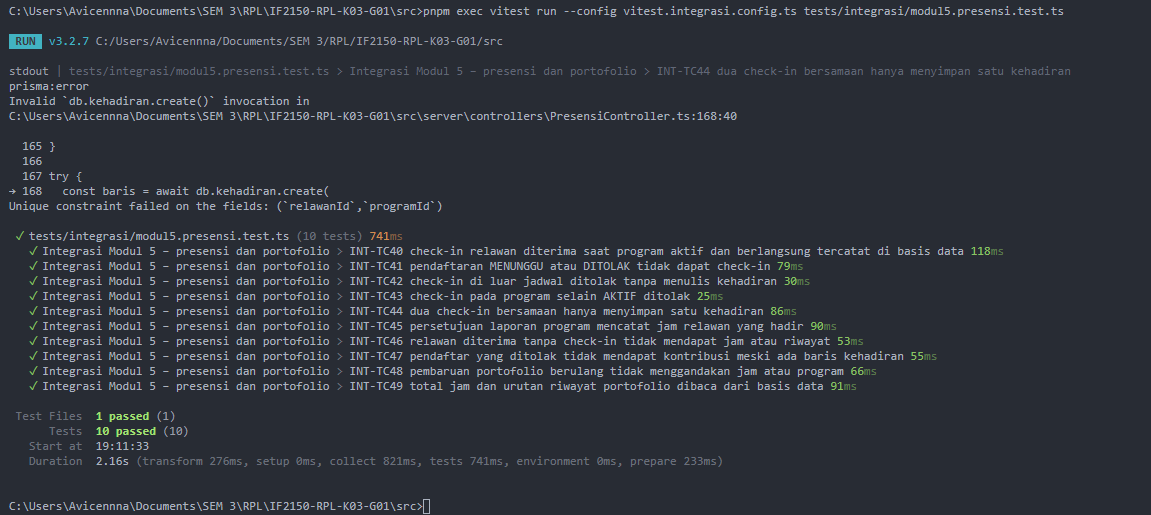 C:\Users\Avicennna\Documents\SEM 3\RPL\IF2150-RPL-K03-G01\src>pnpm exec vitest run --config vitest.integrasi.config.ts tests/integrasi/modul5.presensi.test.ts
RUN v3.2.7 C:/Users/Avicennna/Documents/SEM 3/RPL/IF2150-RPL-K03-G01/src
stdout | tests/integrasi/modul5.presensi.test.ts > Integrasi Modul 5 – presensi dan portofolio > INT-TC44 dua check-in bersamaan hanya menyimpan satu kehadiran
prisma:error
Invalid `db.kehadiran.create()` invocation in
C:\Users\Avicennna\Documents\SEM 3\RPL\IF2150-RPL-K03-G01\src\server\controllers\PresensiController.ts:168:40
165 }
166
167 try {
→ 168   const baris = await db.kehadiran.create(
Unique constraint failed on the fields: (`relawanId`,`programId`)
✓ tests/integrasi/modul5.presensi.test.ts (10 tests) 741ms
✓ Integrasi Modul 5 – presensi dan portofolio > INT-TC40 check-in relawan diterima saat program aktif dan berlangsung tercatat di basis data 118ms
✓ Integrasi Modul 5 – presensi dan portofolio > INT-TC41 pendaftaran MENUNGGU atau DITOLAK tidak dapat check-in 79ms
✓ Integrasi Modul 5 – presensi dan portofolio > INT-TC42 check-in di luar jadwal ditolak tanpa menulis kehadiran 30ms
✓ Integrasi Modul 5 – presensi dan portofolio > INT-TC43 check-in pada program selain AKTIF ditolak 25ms
✓ Integrasi Modul 5 – presensi dan portofolio > INT-TC44 dua check-in bersamaan hanya menyimpan satu kehadiran 86ms
✓ Integrasi Modul 5 – presensi dan portofolio > INT-TC45 persetujuan laporan program mencatat jam relawan yang hadir 90ms
✓ Integrasi Modul 5 – presensi dan portofolio > INT-TC46 relawan diterima tanpa check-in tidak mendapat jam atau riwayat 53ms
✓ Integrasi Modul 5 – presensi dan portofolio > INT-TC47 pendaftar yang ditolak tidak mendapat kontribusi meski ada baris kehadiran 55ms
✓ Integrasi Modul 5 – presensi dan portofolio > INT-TC48 pembaruan portofolio berulang tidak menggandakan jam atau program 66ms
✓ Integrasi Modul 5 – presensi dan portofolio > INT-TC49 total jam dan urutan riwayat portofolio dibaca dari basis data 91ms
Test Files 1 passed (1)
Tests 10 passed (10)
Start at 19:11:33
Duration 2.16s (transform 276ms, setup 0ms, collect 821ms, tests 741ms, environment 0ms, prepare 233ms)
C:\Users\Avicennna\Documents\SEM 3\RPL\IF2150-RPL-K03-G01\src>